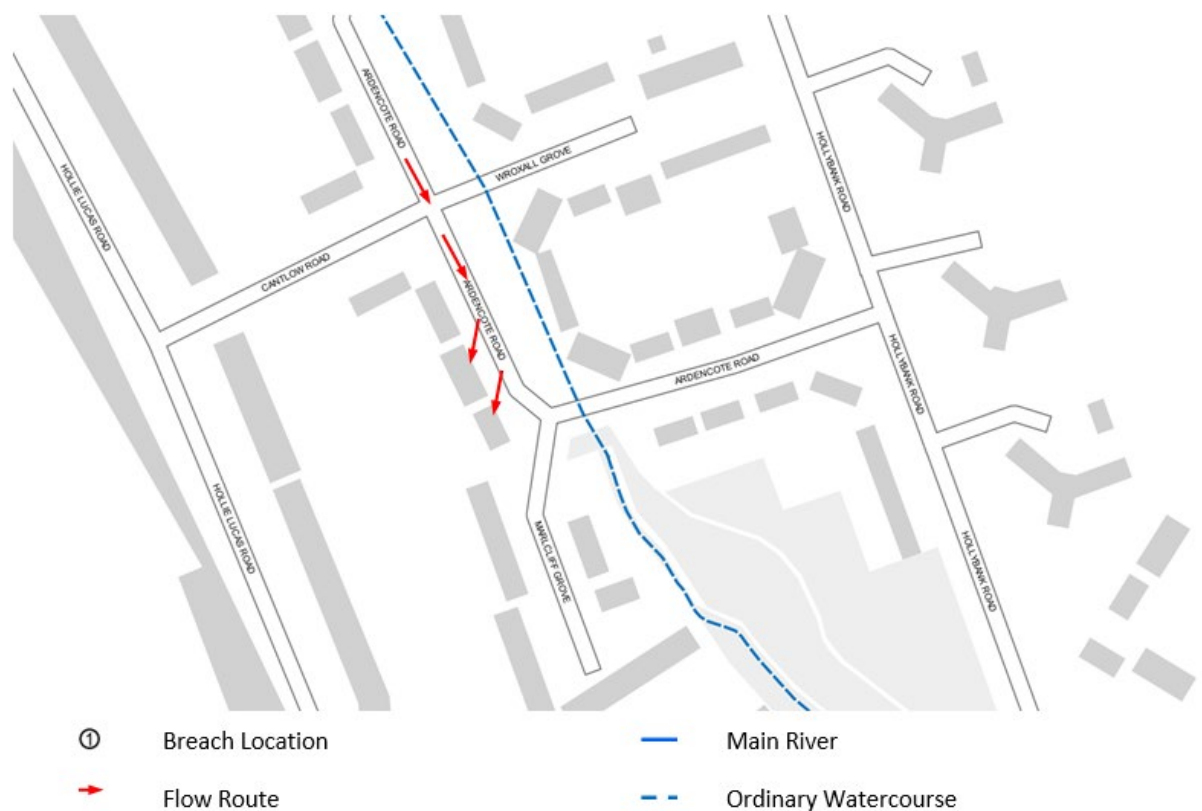 ARDENCOTE ROAD
HOLLIE LUCAS ROAD
WROXALL GROVE
HOLLYBANK ROAD
CANTLOW ROAD
ARDENCOTE ROAD
ARDENCOTE ROAD
HOLLYBANK ROAD
HOLLIE LUCAS ROAD
MARLCLIFF GROVE
HOLLYBANK ROAD
1 Breach Location
Main River
Flow Route
Ordinary Watercourse